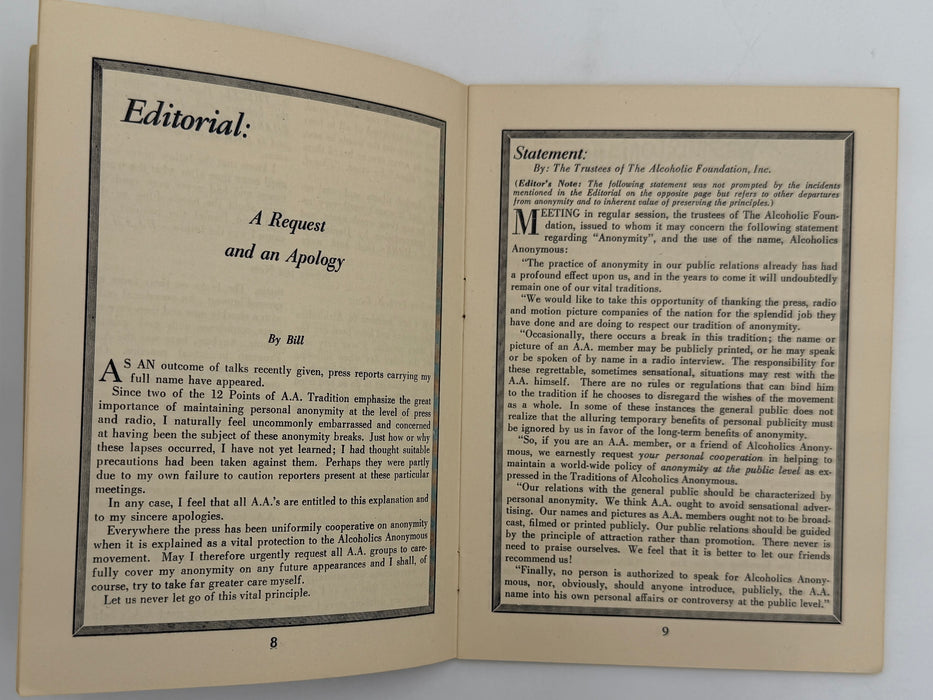 Editorial:
A Request
and an Apology
By Bill
AS AN outcome of talks recently given, press reports carrying my
full name have appeared.
Since two of the 12 Points of A.A. Tradition emphasize the great
importance of maintaining personal anonymity at the level of press
and radio, I naturally feel uncommonly embarrassed and concerned
at having been the subject of these anonymity breaks. Just how or why
these lapses occurred, I have not yet learned; I had thought suitable
precautions had been taken against them. Perhaps they were partly
due to my own failure to caution reporters present at these particular
meetings.
In any case, I feel that all A.A.'s are entitled to this explanation and
to my sincere apologies.
Everywhere the press has been uniformly cooperative on anonymity
when it is explained as a vital protection to the Alcoholics Anonymous
movement. May I therefore urgently request all A.A. groups to care-
fully cover my anonymity on any future appearances and I shall, of
course, try to take far greater care myself.
Let us never let go of this vital principle.
8
Statement:
By: The Trustees of The Alcoholic Foundation, Inc.
(Editor's Note: The following statement was not prompted by the incidents
mentioned in the Editorial on the opposite page but refers to other departures
from anonymity and to inherent value of preserving the principles.)
MEETING in regular session, the trustees of The Alcoholic Foun-
dation, issued to whom it may concern the following statement
regarding "Anonymity", and the use of the name, Alcoholics
Anonymous:
"The practice of anonymity in our public relations already has had
a profound effect upon us, and in the years to come it will undoubtedly
remain one of our vital traditions.
"We would like to take this opportunity of thanking the press, radio
and motion picture companies of the nation for the splendid job they
have done and are doing to respect our tradition of anonymity.
"Occasionally, there occurs a break in this tradition; the name or
picture of an A.A. member may be publicly printed, or he may speak
or be spoken of by name in a radio interview. The responsibility for
these regrettable, sometimes sensational, situations may rest with the
A.A. himself. There are no rules or regulations that can bind him
to the tradition if he chooses to disregard the wishes of the movement
as a whole. In some of these instances the general public does not
realize that the alluring temporary benefits of personal publicity must
be ignored by us in favor of the long-term benefits of anonymity.
"So, if you are an A.A. member, or a friend of Alcoholics Anony-
mous, we earnestly request your personal cooperation in helping to
maintain a world-wide policy of anonymity at the public level as ex-
pressed in the Traditions of Alcoholics Anonymous.
"Our relations with the general public should be characterized by
personal anonymity. We think A.A. ought to avoid sensational adver-
tising. Our names and pictures as A.A. members ought not to be broad-
cast, filmed or printed publicly. Our public relations should be guided
by the principle of attraction rather than promotion. There never is
need to praise ourselves. We feel that it is better to let our friends
recommend us!
"Finally, no person is authorized to speak for Alcoholics Anony-
mous, nor, obviously, should anyone introduce, publicly, the A.A.
name into his own personal affairs or controversy at the public level."
9